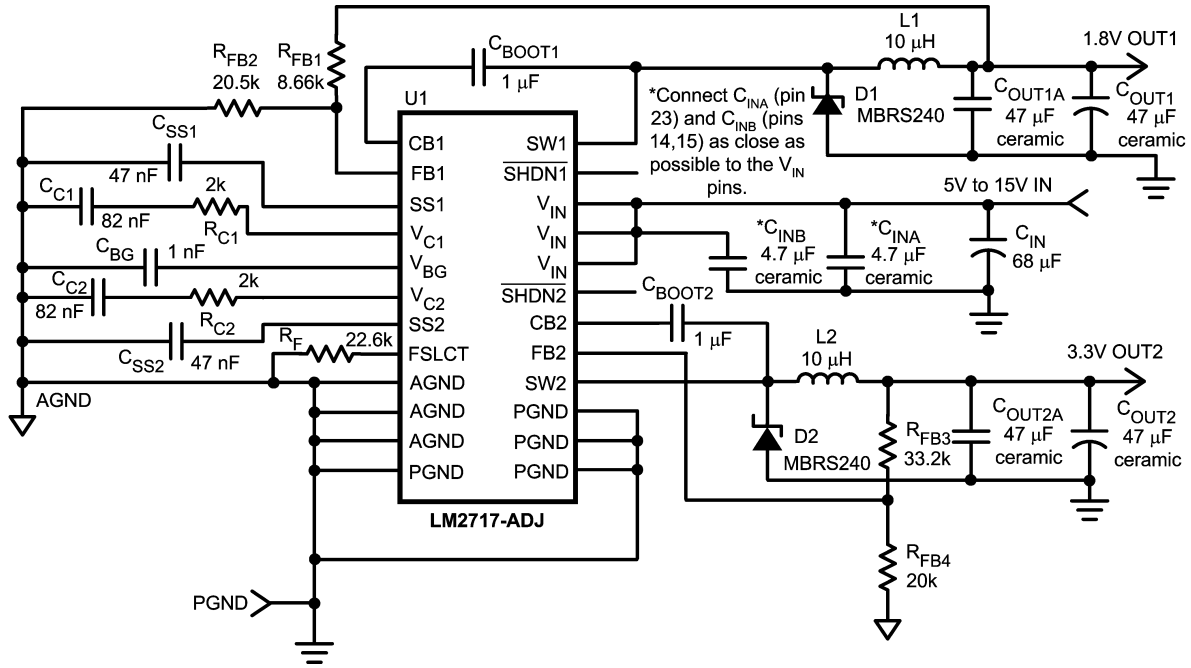 L1
10 µH
1.8V OUT1
RFB2
20.5k
RFB1
8.66k
CBOOT1
1 µF
U1
D1
MBRS240
COUT1A
47 µF
ceramic
COUT1
47 µF
ceramic
*Connect CINA (pin
23) and CINB (pins
14,15) as close as
possible to the VIN
pins.
CSS1
47 nF
CC1
82 nF
2k
RC1
CBG
1 nF
CC2
82 nF
2k
RC2
CSS2
47 nF
RF
22.6k
AGND
CB1
FB1
SS1
VC1
VBG
VC2
SS2
FSLCT
AGND
AGND
AGND
PGND
SW1
SHDN1
VIN
VIN
VIN
SHDN2
CB2
FB2
SW2
PGND
PGND
PGND
LM2717-ADJ
5V to 15V IN
*CINB
4.7 µF
ceramic
*CINA
4.7 µF
ceramic
CIN
68 µF
CBOOT2
1 µF
L2
10 µH
3.3V OUT2
D2
MBRS240
RFB3
33.2k
COUT2A
47 µF
ceramic
COUT2
47 µF
ceramic
RFB4
20k
PGND